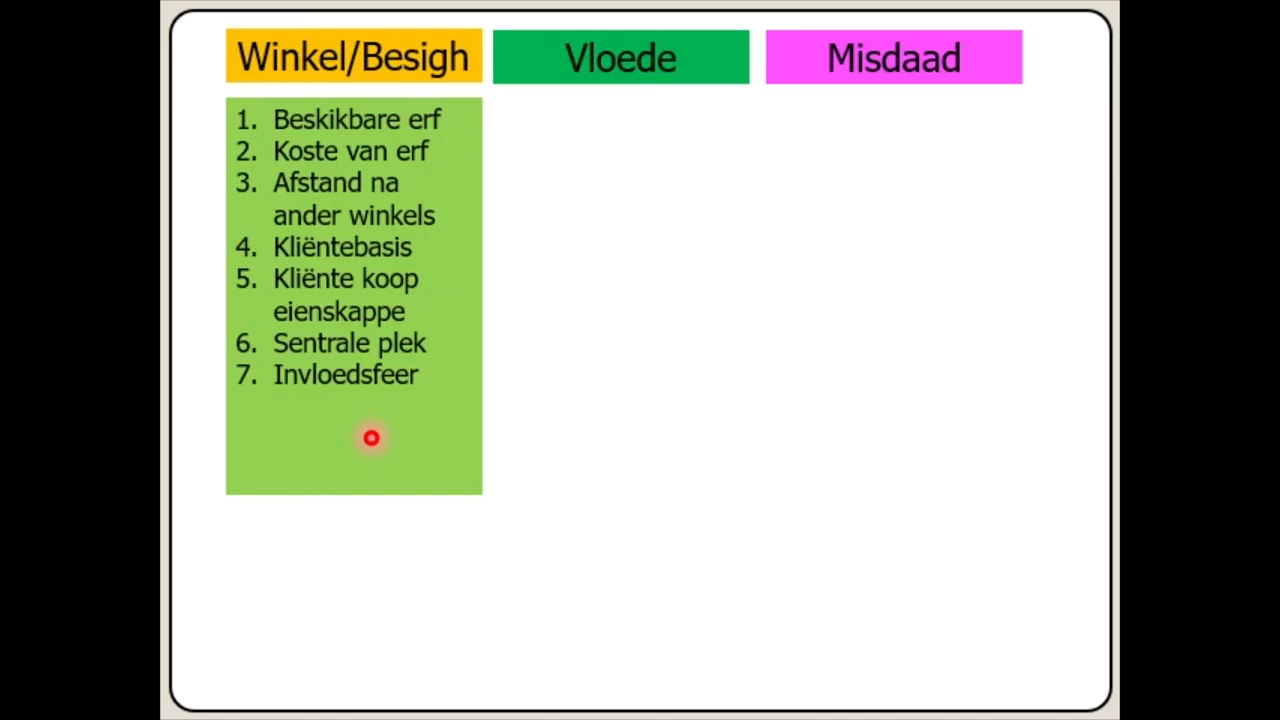 Winkel/Besigh
Vloede
Misdaad
1. Beskikbare erf
2. Koste van erf
3. Afstand na
ander winkels
4. Kliëntebasis
5. Kliënte koop
eienskappe
6. Sentrale plek
7. Invloedsfeer